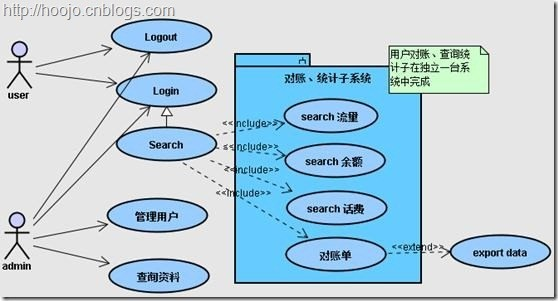 http://hoojo.cnblogs.com
Logout
user
Login
Search
admin
管理用户
查询资料
对账、统计子系统
search 流量
search 余额
search 话费
对账单
<<include>>
<<include>>
<<include>>
<<extend>>
export data
用户对账、查询统
计子在独立一台系
统中完成